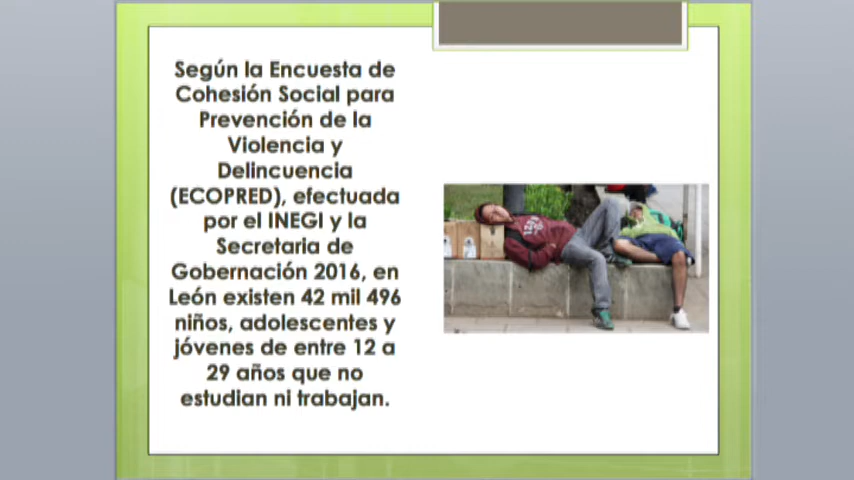 Según la Encuesta de
Cohesión Social para
Prevención de la
Violencia y
Delincuencia
(ECOPRED), efectuada
por el INEGI y la
Secretaria de
Gobernación 2016, en
León existen 42 mil 496
niños, adolescentes y
jóvenes de entre 12 a
29 años que no
estudian ni trabajan.